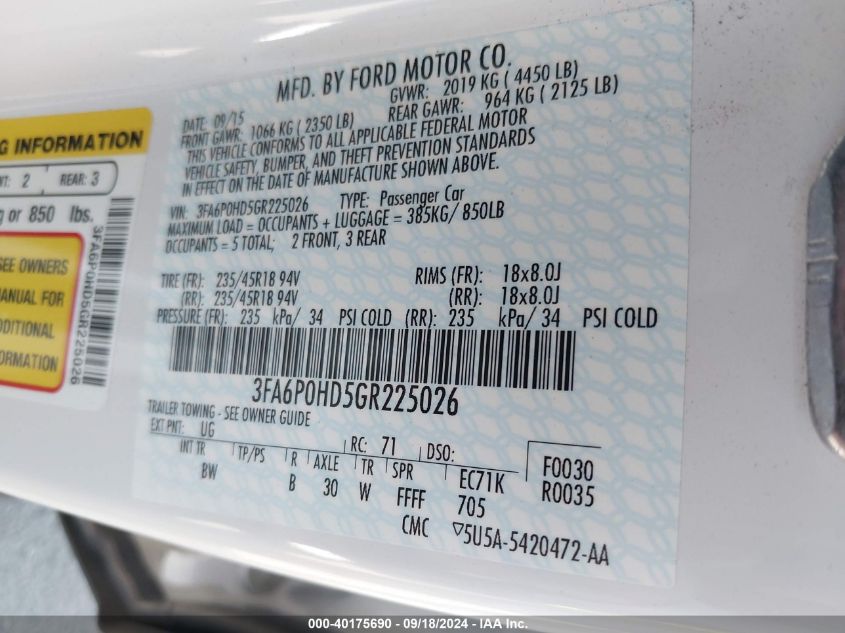 MFD. BY FORD MOTOR CO.
DATE: 09/15 GVWR: 2019 KG ( 4450 LB)
FRONT GAWR: 1066 KG ( 2350 LB) REAR GAWR: 964 KG ( 2125 LB)
THIS VEHICLE CONFORMS TO ALL APPLICABLE FEDERAL MOTOR
VEHICLE SAFETY, BUMPER, AND THEFT PREVENTION STANDARDS
IN EFFECT ON THE DATE OF MANUFACTURE SHOWN ABOVE.
VIN: 3FA6P0HD5GR225026 TYPE: Passenger Car
MAXIMUM LOAD = OCCUPANTS + LUGGAGE = 385KG/ 850LB
OCCUPANTS = 5 TOTAL; 2 FRONT, 3 REAR
TIRE (FR): 235/45R18 94V RIMS (FR): 18x8.0J
(RR): 235/45R18 94V (RR): 18x8.0J
PRESSURE (FR): 235 kPa/ 34 PSI COLD (RR): 235 kPa/ 34 PSI COLD
3FA6P0HD5GR225026
TRAILER TOWING - SEE OWNER GUIDE
EXT PNT: UG RC: 71 DSO:
INT TR TP/PS R AXLE TR SPR EC71K F0030
BW B 30 W FFFF 705 R0035
CMC ▽5U5A-5420472-AA
G INFORMATION
NT: 2 REAR: 3
g or 850 lbs.
SEE OWNERS
MANUAL FOR
ADDITIONAL
FORMATION
3FA6P0HD5GR225026
000-40175690 - 09/18/2024 - IAA Inc.